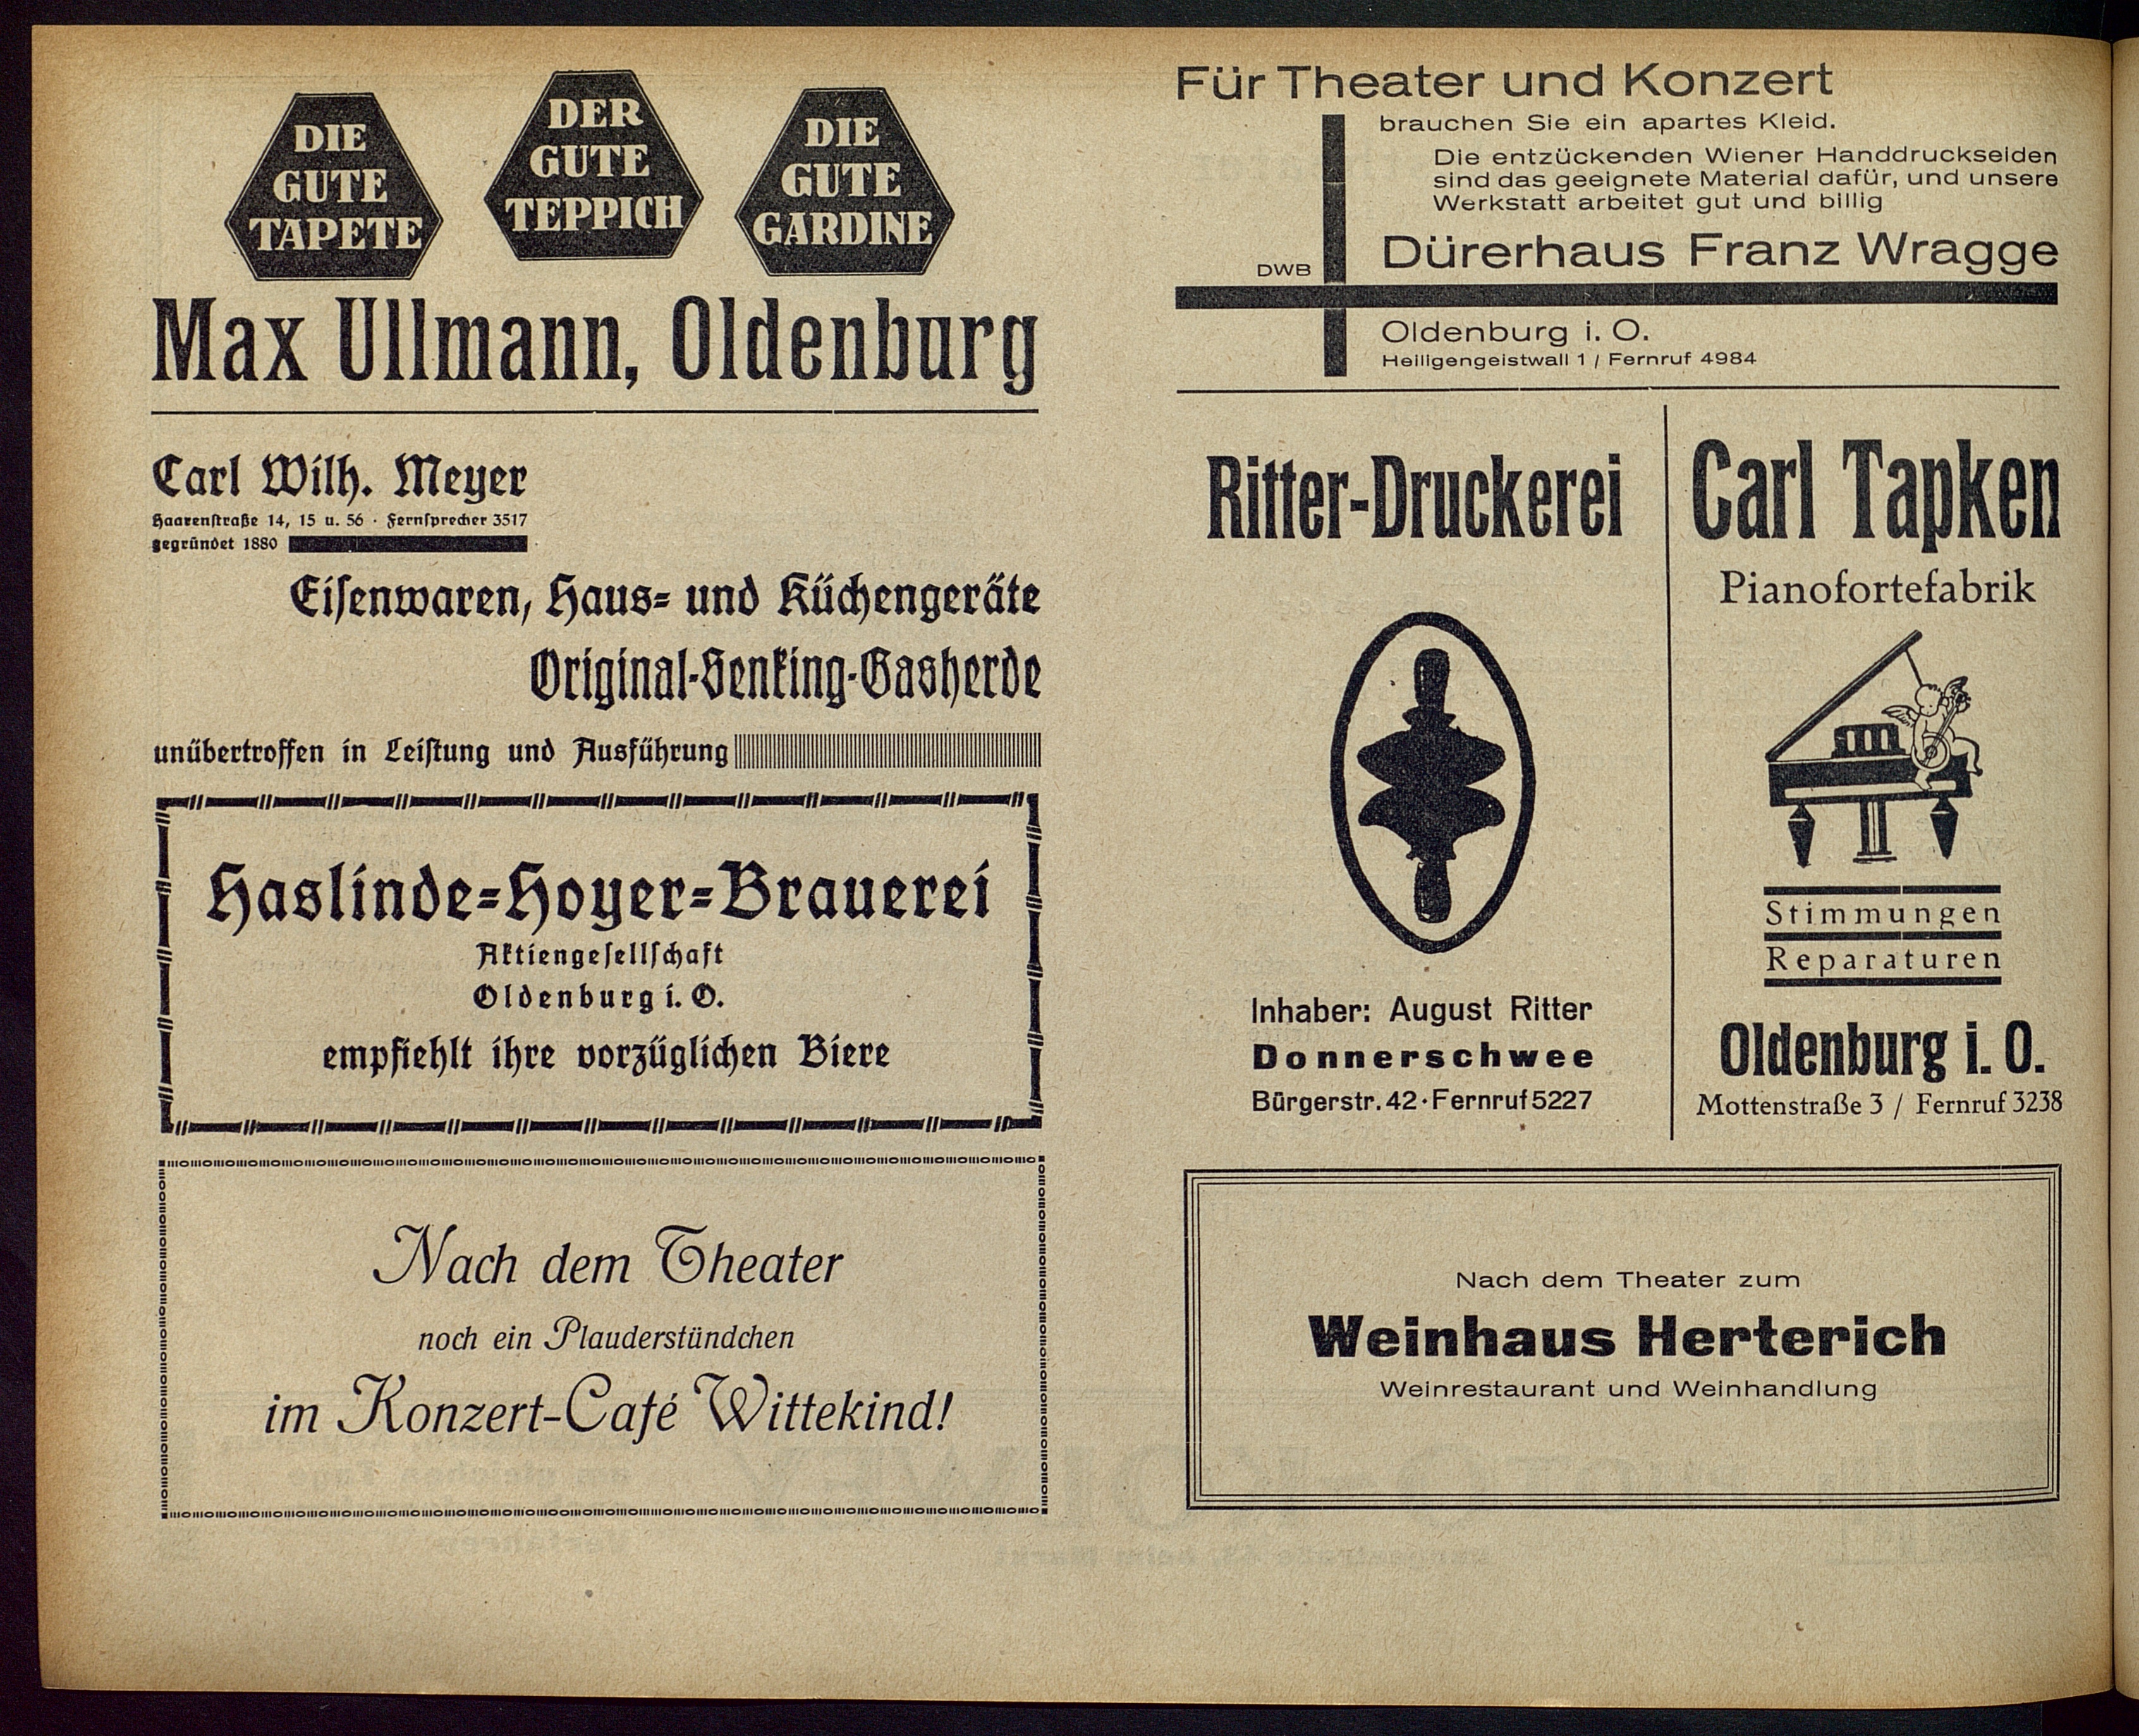 DIE
GUTE
TAPETE
DER
GUTE
TEPPICH
DIE
GUTE
GARDINE
Max Ullmann, Oldenburg
Carl Wilh. Meyer
Haarenſtraße 14, 15 u. 56 · Fernſprecher 3517
gegründet 1880
Eiſenwaren, Haus- und Küchengeräte
Original-Senking-Gasherde
unübertroffen in Leiſtung und Ausführung
Haslinde-Hoyer-Brauerei
Aktiengeſellſchaft
Oldenburg i. O.
empfiehlt ihre vorzüglichen Biere
Nach dem Theater
noch ein Plauderstündchen
im Konzert-Café Wittekind!
Für Theater und Konzert
brauchen Sie ein apartes Kleid.
Die entzückenden Wiener Handdruckseiden
sind das geeignete Material dafür, und unsere
Werkstatt arbeitet gut und billig
DWB
Dürerhaus Franz Wragge
Oldenburg i. O.
Heiligengeistwall 1 / Fernruf 4984
Ritter-Druckerei
Inhaber: August Ritter
Donnerschwee
Bürgerstr. 42 · Fernruf 5227
Carl Tapken
Pianofortefabrik
Stimmungen
Reparaturen
Oldenburg i. O.
Mottenstraße 3 / Fernruf 3238
Nach dem Theater zum
Weinhaus Herterich
Weinrestaurant und Weinhandlung